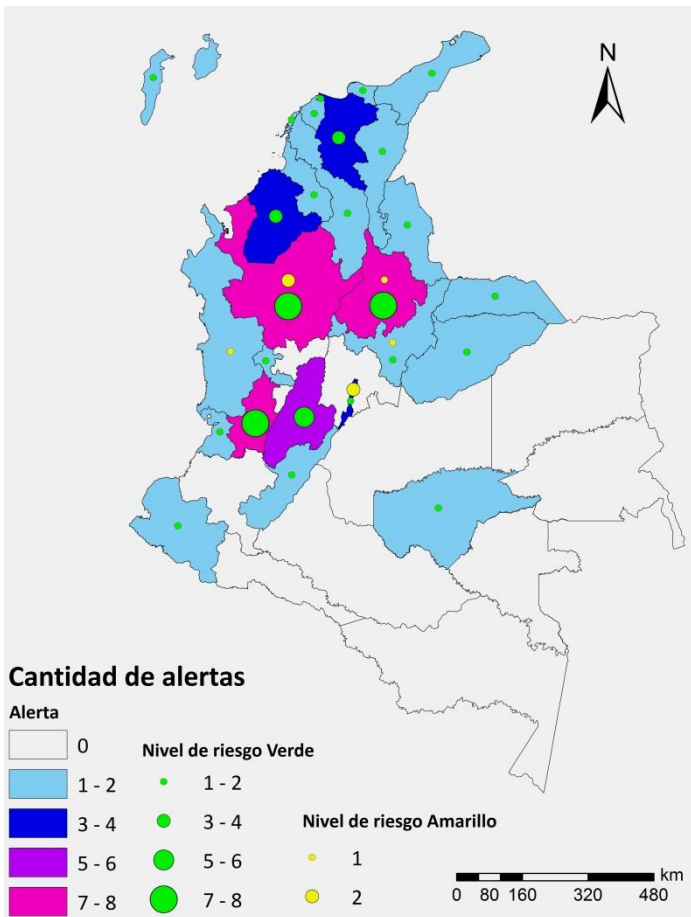 N
Cantidad de alertas
Alerta
0
1 - 2
3 - 4
5 - 6
7 - 8
Nivel de riesgo Verde
1 - 2
3 - 4
5 - 6
7 - 8
Nivel de riesgo Amarillo
1
2
km
0 80 160 320 480